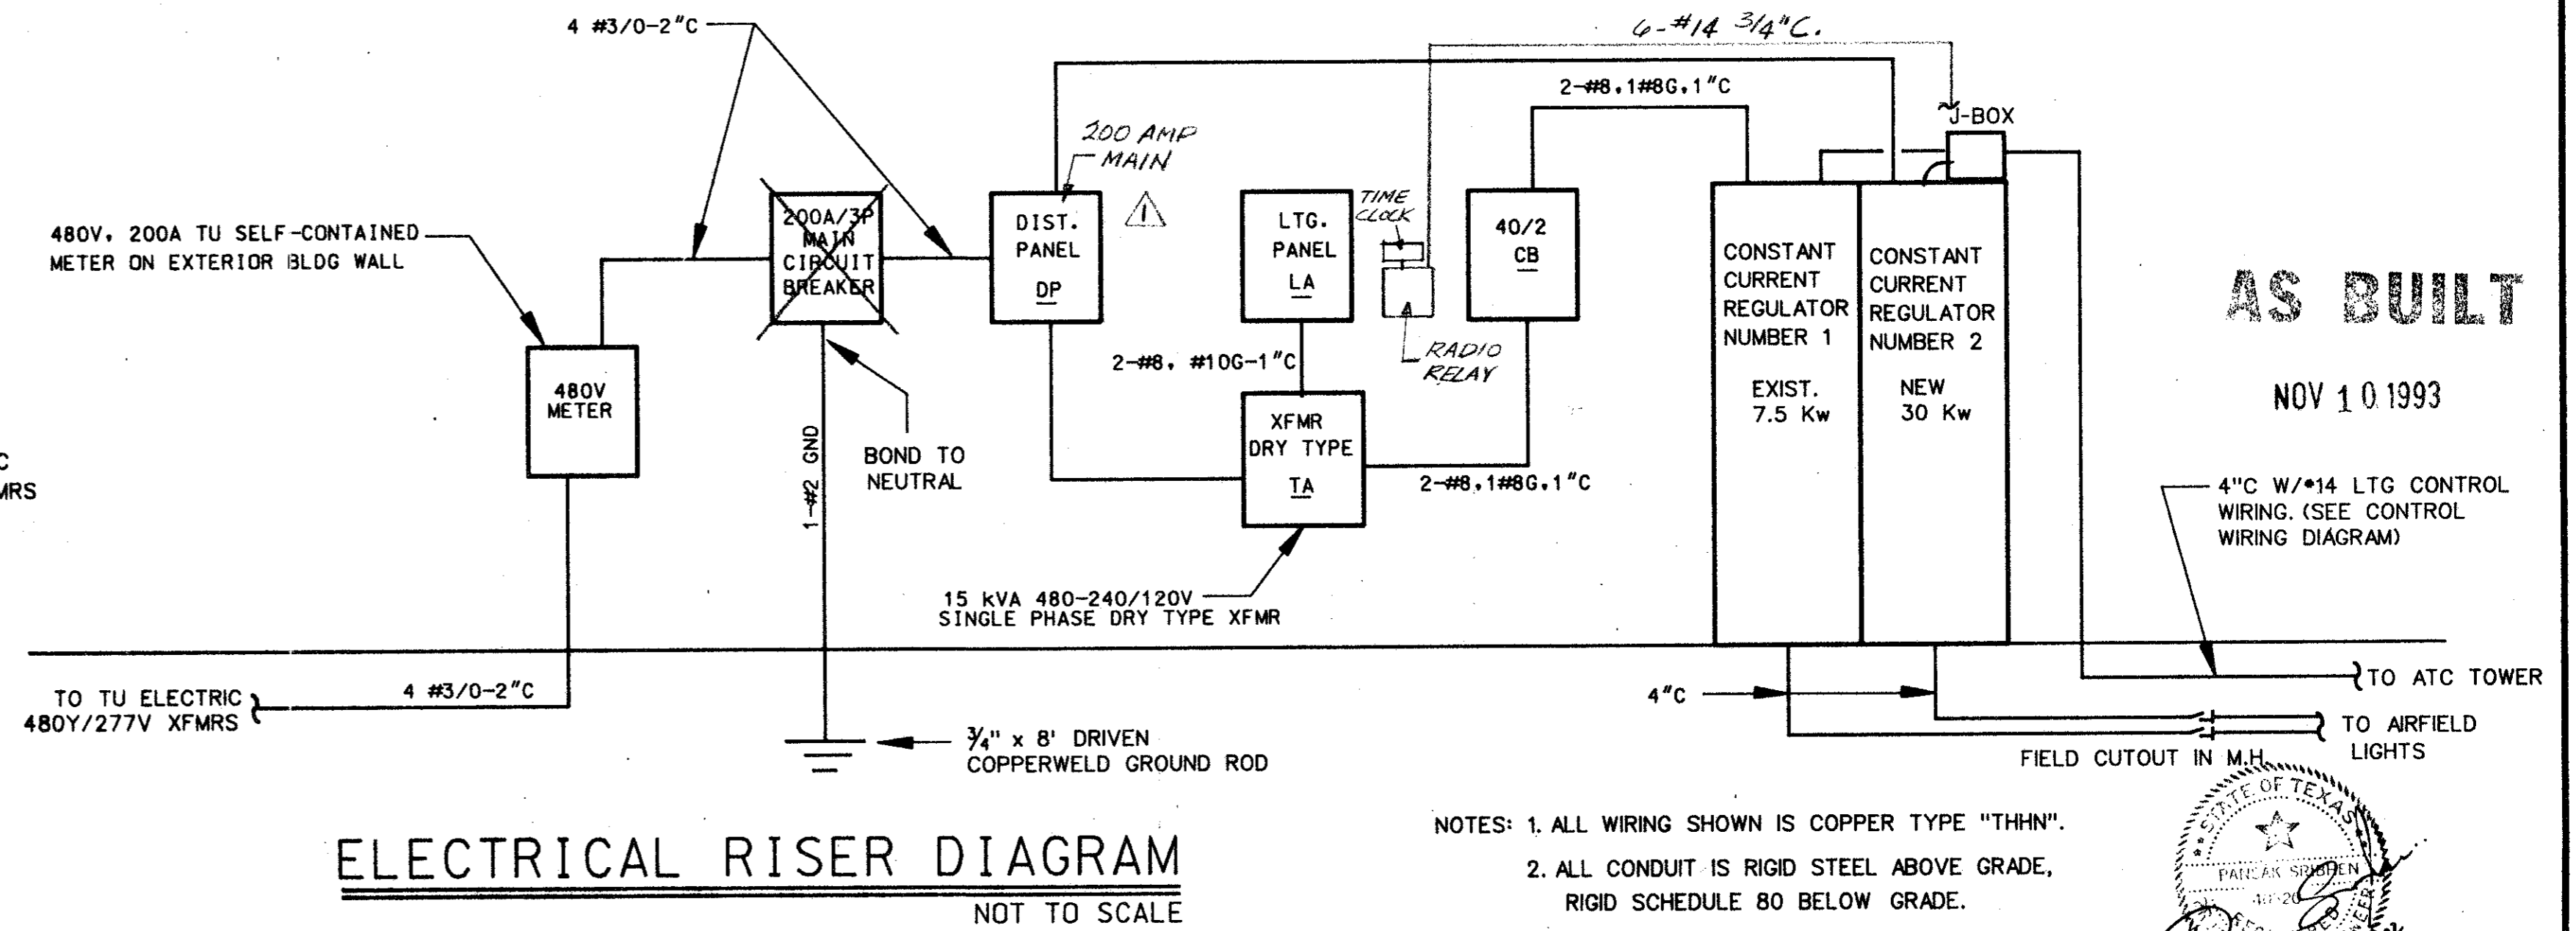 4 #3/0-2"C
6-#14 3/4"C.
2-#8,1#8G,1"C
J-BOX
200 AMP
MAIN
480V, 200A TU SELF-CONTAINED
METER ON EXTERIOR BLDG WALL
200A/3P
MAIN
CIRCUIT
BREAKER
DIST.
PANEL
DP
1
LTG.
PANEL
LA
TIME
CLOCK
40/2
CB
CONSTANT
CURRENT
REGULATOR
NUMBER 1
EXIST.
7.5 Kw
CONSTANT
CURRENT
REGULATOR
NUMBER 2
NEW
30 Kw
AS BUILT
NOV 10 1993
RADIO
RELAY
2-#8, #10G-1"C
480V
METER
C
MRS
1-#2 GND
BOND TO
NEUTRAL
XFMR
DRY TYPE
TA
2-#8,1#8G,1"C
4"C W/#14 LTG CONTROL
WIRING. (SEE CONTROL
WIRING DIAGRAM)
15 KVA 480-240/120V
SINGLE PHASE DRY TYPE XFMR
TO TU ELECTRIC
480Y/277V XFMRS
4 #3/0-2"C
4"C
TO ATC TOWER
TO AIRFIELD
LIGHTS
FIELD CUTOUT IN M.H.
3/4" x 8' DRIVEN
COPPERWELD GROUND ROD
ELECTRICAL RISER DIAGRAM
NOT TO SCALE
NOTES: 1. ALL WIRING SHOWN IS COPPER TYPE "THHN".
2. ALL CONDUIT IS RIGID STEEL ABOVE GRADE,
RIGID SCHEDULE 80 BELOW GRADE.
STATE OF TEXAS